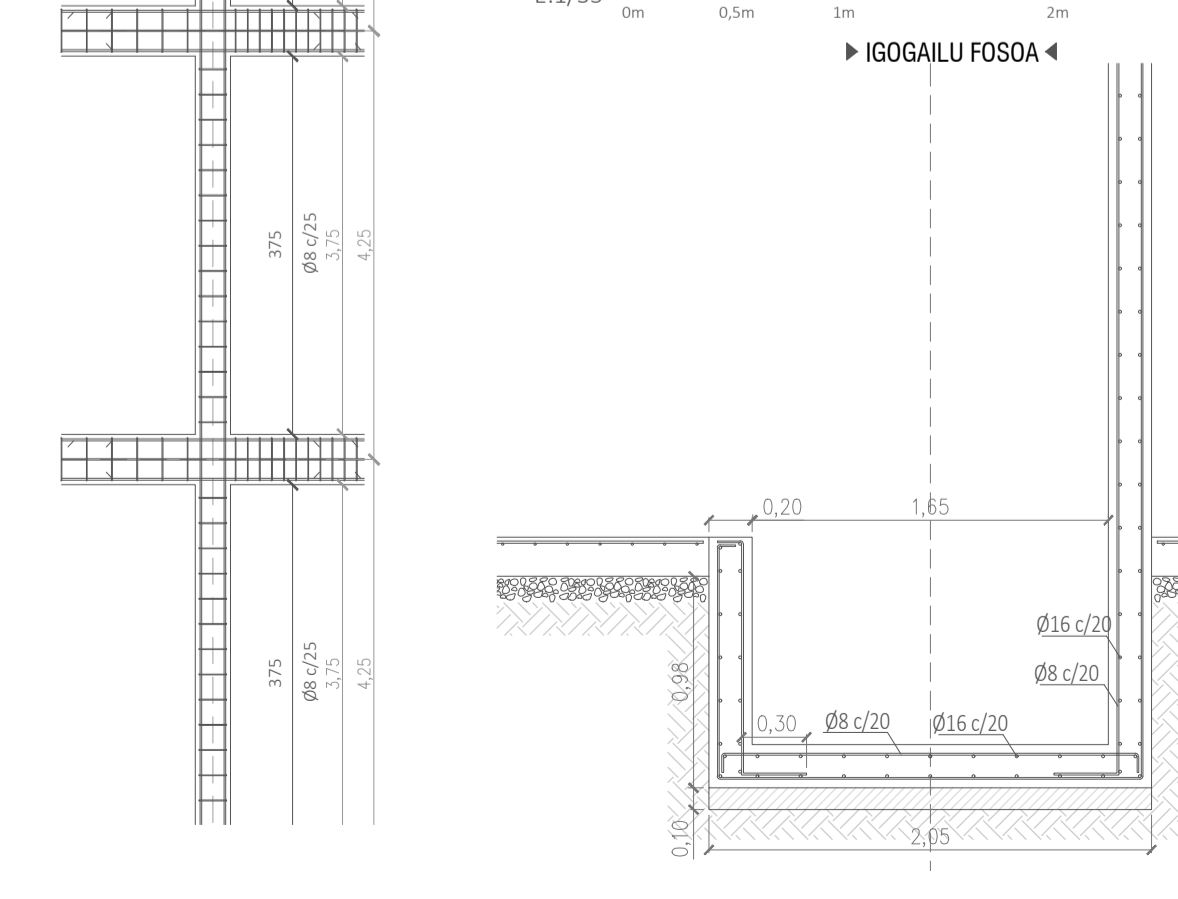 0m 0,5m 1m 2m
IGOGAILU FOSOA
375 Ø8 c/25 3,75 4,25
0,20 1,65
Ø16 c/20
375 Ø8 c/25 3,75 4,25
0,98
Ø8 c/20
0,30 Ø8 c/20 Ø16 c/20
0,10
2,05